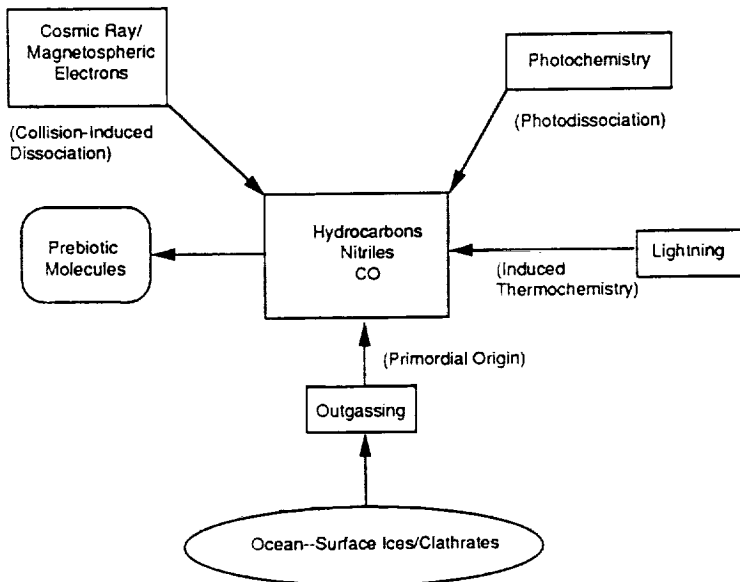 Cosmic Ray/
Magnetospheric
Electrons
Photochemistry
(Collision-Induced
Dissociation)
(Photodissociation)
Prebiotic
Molecules
Hydrocarbons
Nitriles
CO
Lightning
(Induced
Thermochemistry)
(Primordial Origin)
Outgassing
Ocean--Surface Ices/Clathrates